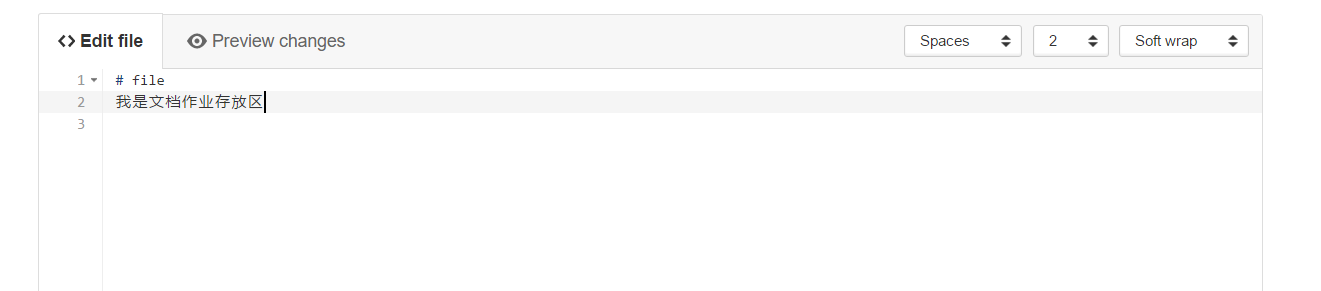 Edit file
Preview changes
Spaces
2
Soft wrap
1 # file
2 我是文档作业存放区
3